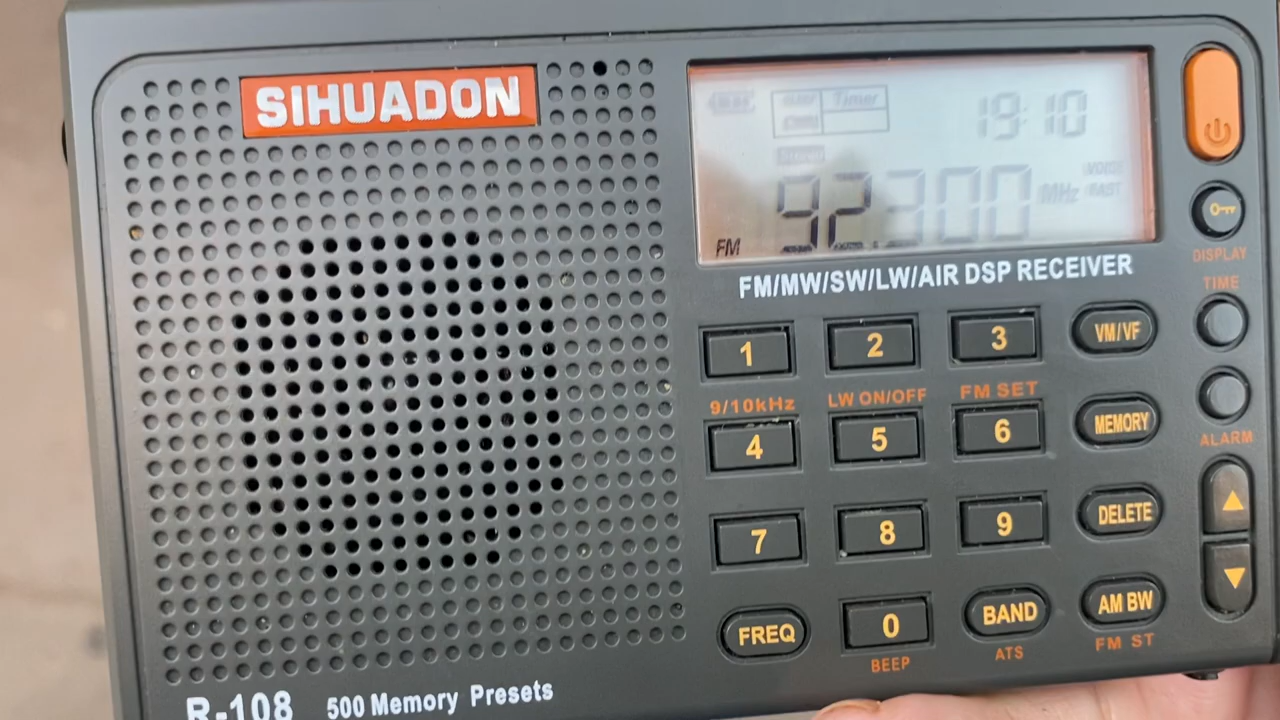 SIHUADON
Timer
19:10
92.300 MHz
FM
FM/MW/SW/LW/AIR DSP RECEIVER
DISPLAY
TIME
1 2 3 VM/VF
9/10kHz LW ON/OFF FM SET
4 5 6 MEMORY
ALARM
7 8 9 DELETE
FREQ 0 BAND AM BW
BEEP ATS FM ST
R-108 500 Memory Presets